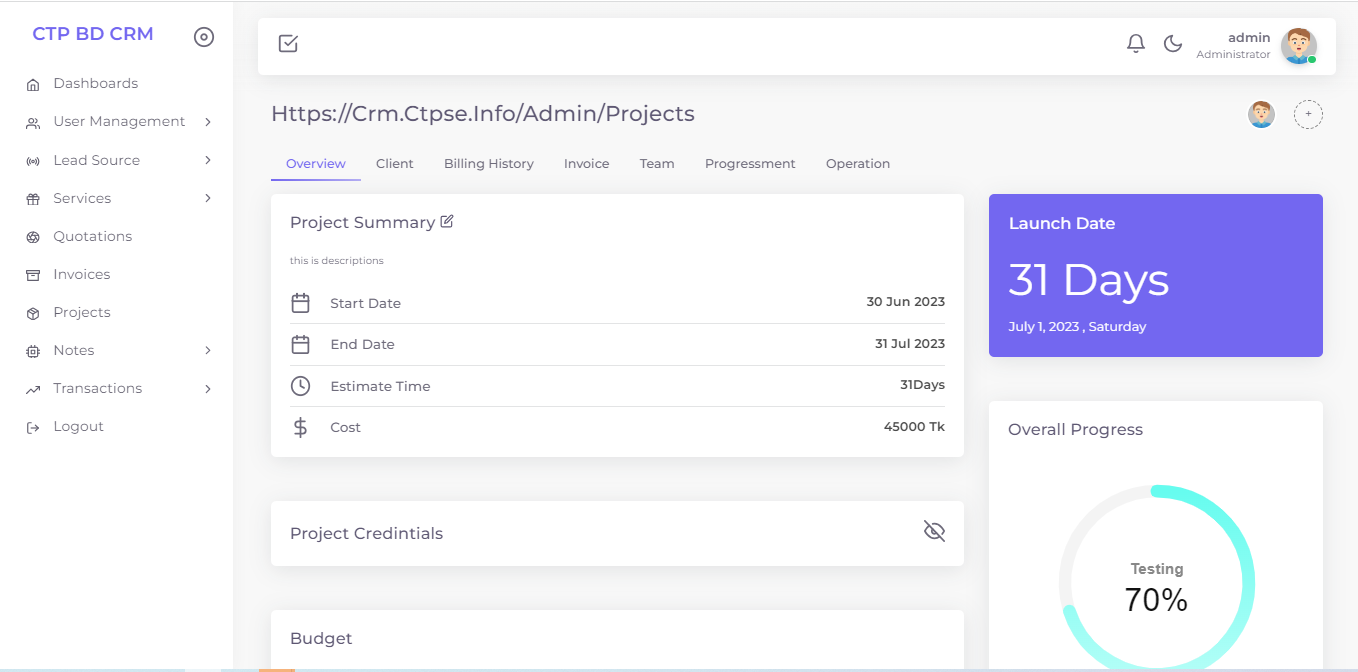 CTP BD CRM
Dashboards
User Management
Lead Source
Services
Quotations
Invoices
Projects
Notes
Transactions
Logout
admin
Administrator
Https://Crm.Ctpse.Info/Admin/Projects
+
Overview Client Billing History Invoice Team Progressment Operation
Project Summary
this is descriptions
Start Date 30 Jun 2023
End Date 31 Jul 2023
Estimate Time 31Days
Cost 45000 Tk
Project Credintials
Budget
Launch Date
31 Days
July 1, 2023 , Saturday
Overall Progress
Testing
70%